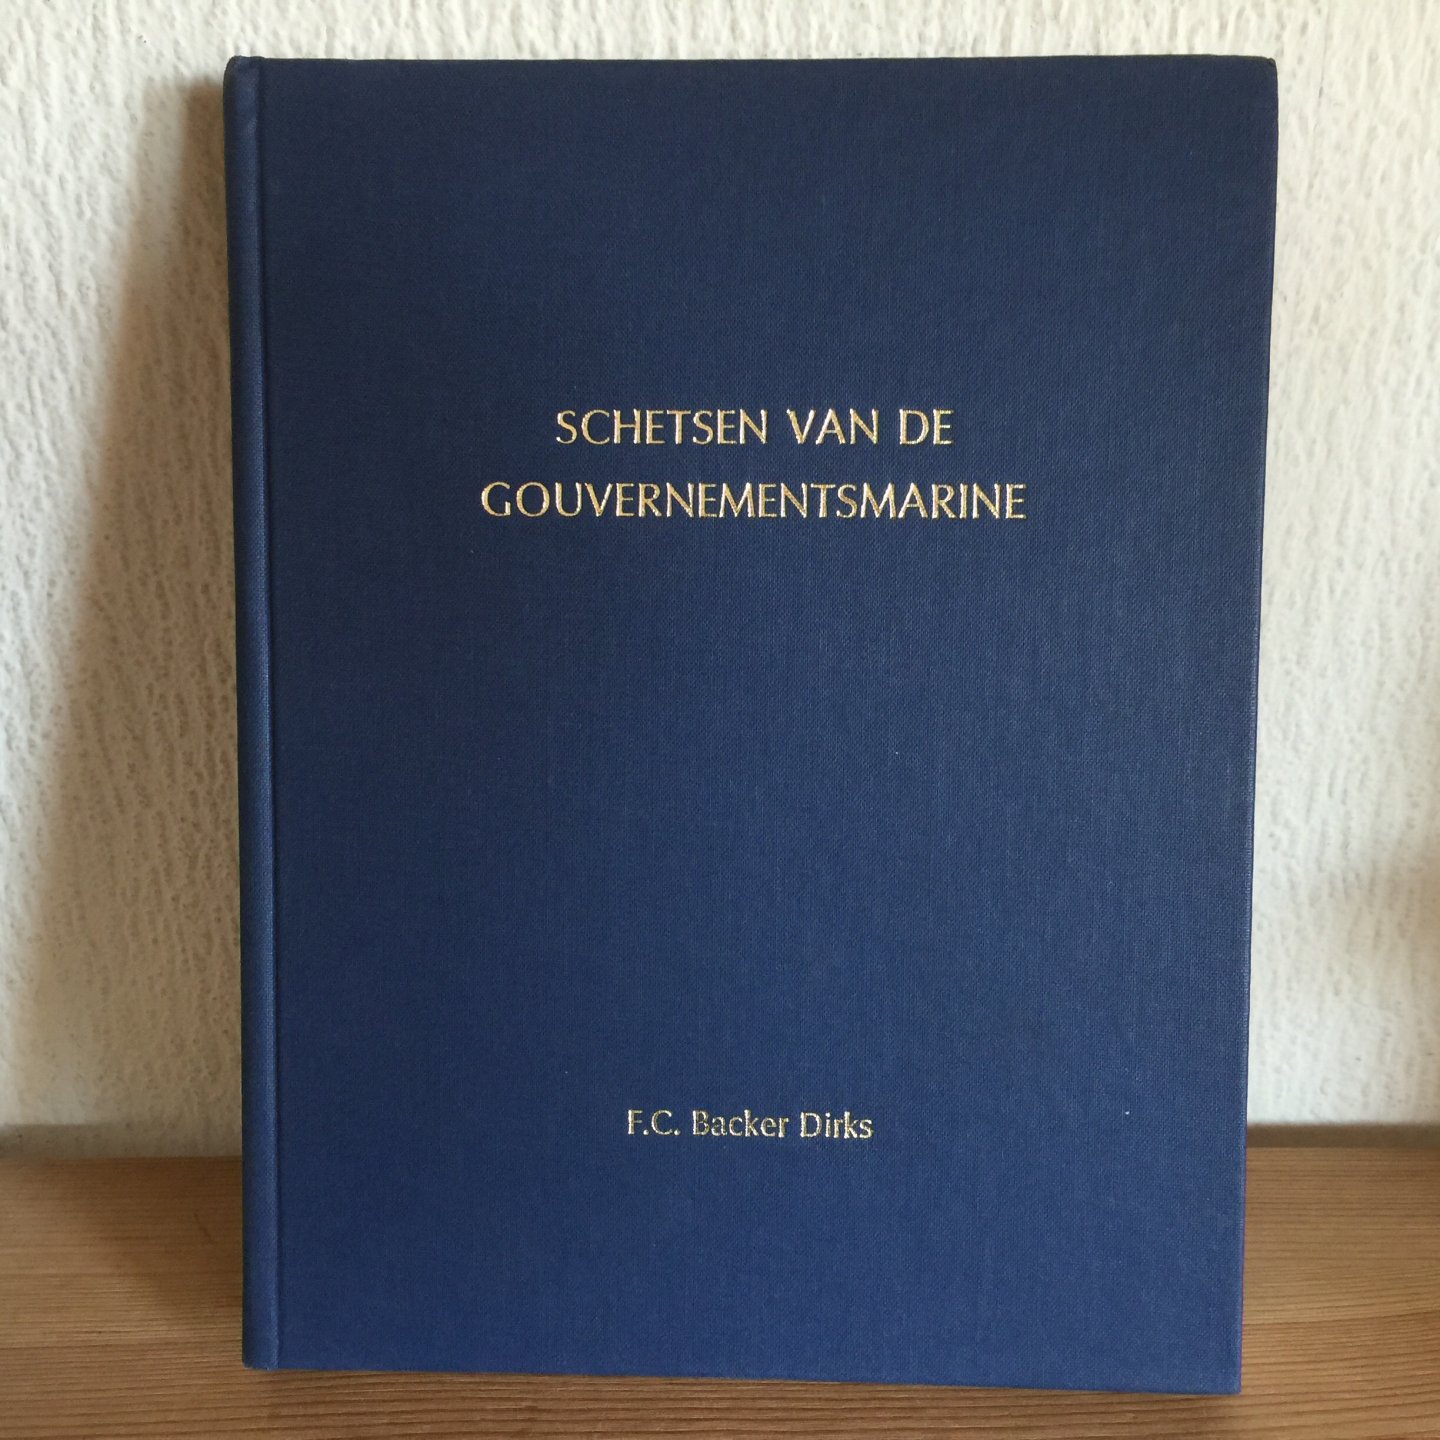 SCHETSEN VAN DE
GOUVERNEMENTSMARINE
F.C. Backer Dirks